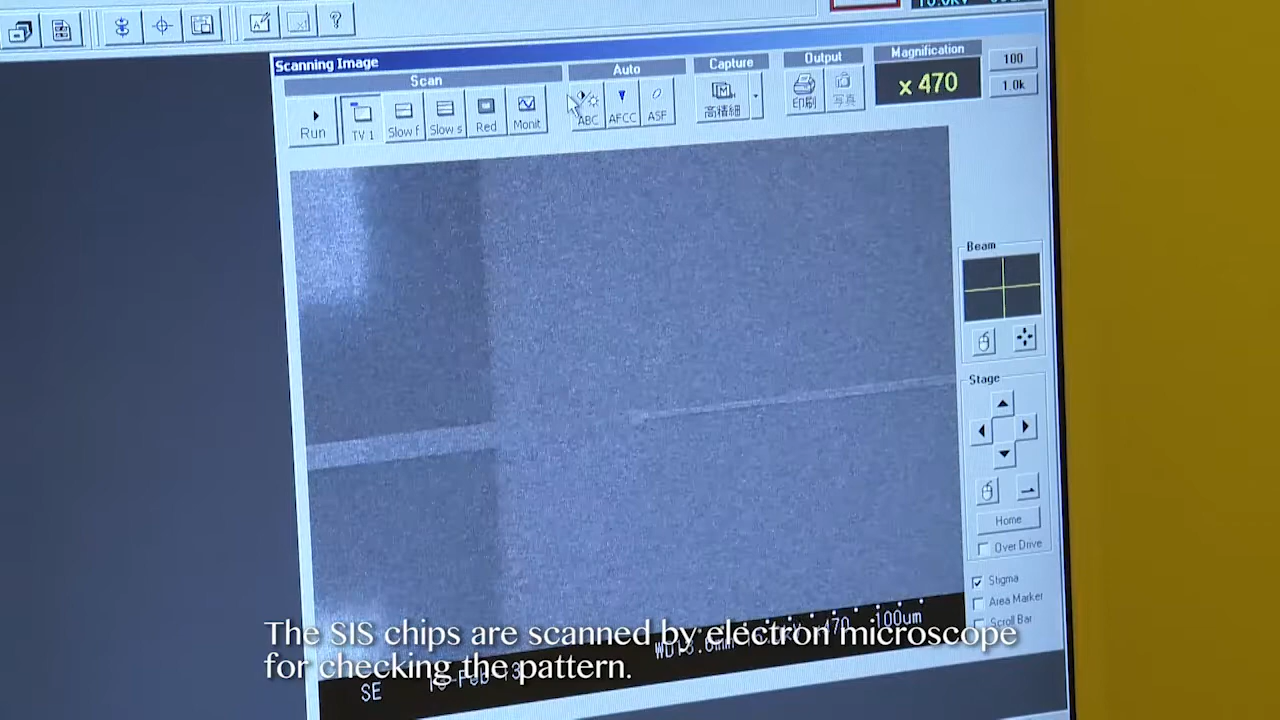 Scanning Image
Scan
Auto
Capture
Output
Magnification
Run
TV 1
Slow f
Slow s
Red
Monit
ABC
AFCC
ASF
高精細
印刷
写真
x 470
100
1.0k
Beam
Stage
Home
Over Drive
Stigma
Area Marker
Scroll Bar
x470 100um
SE
The SIS chips are scanned by electron microscope
for checking the pattern.